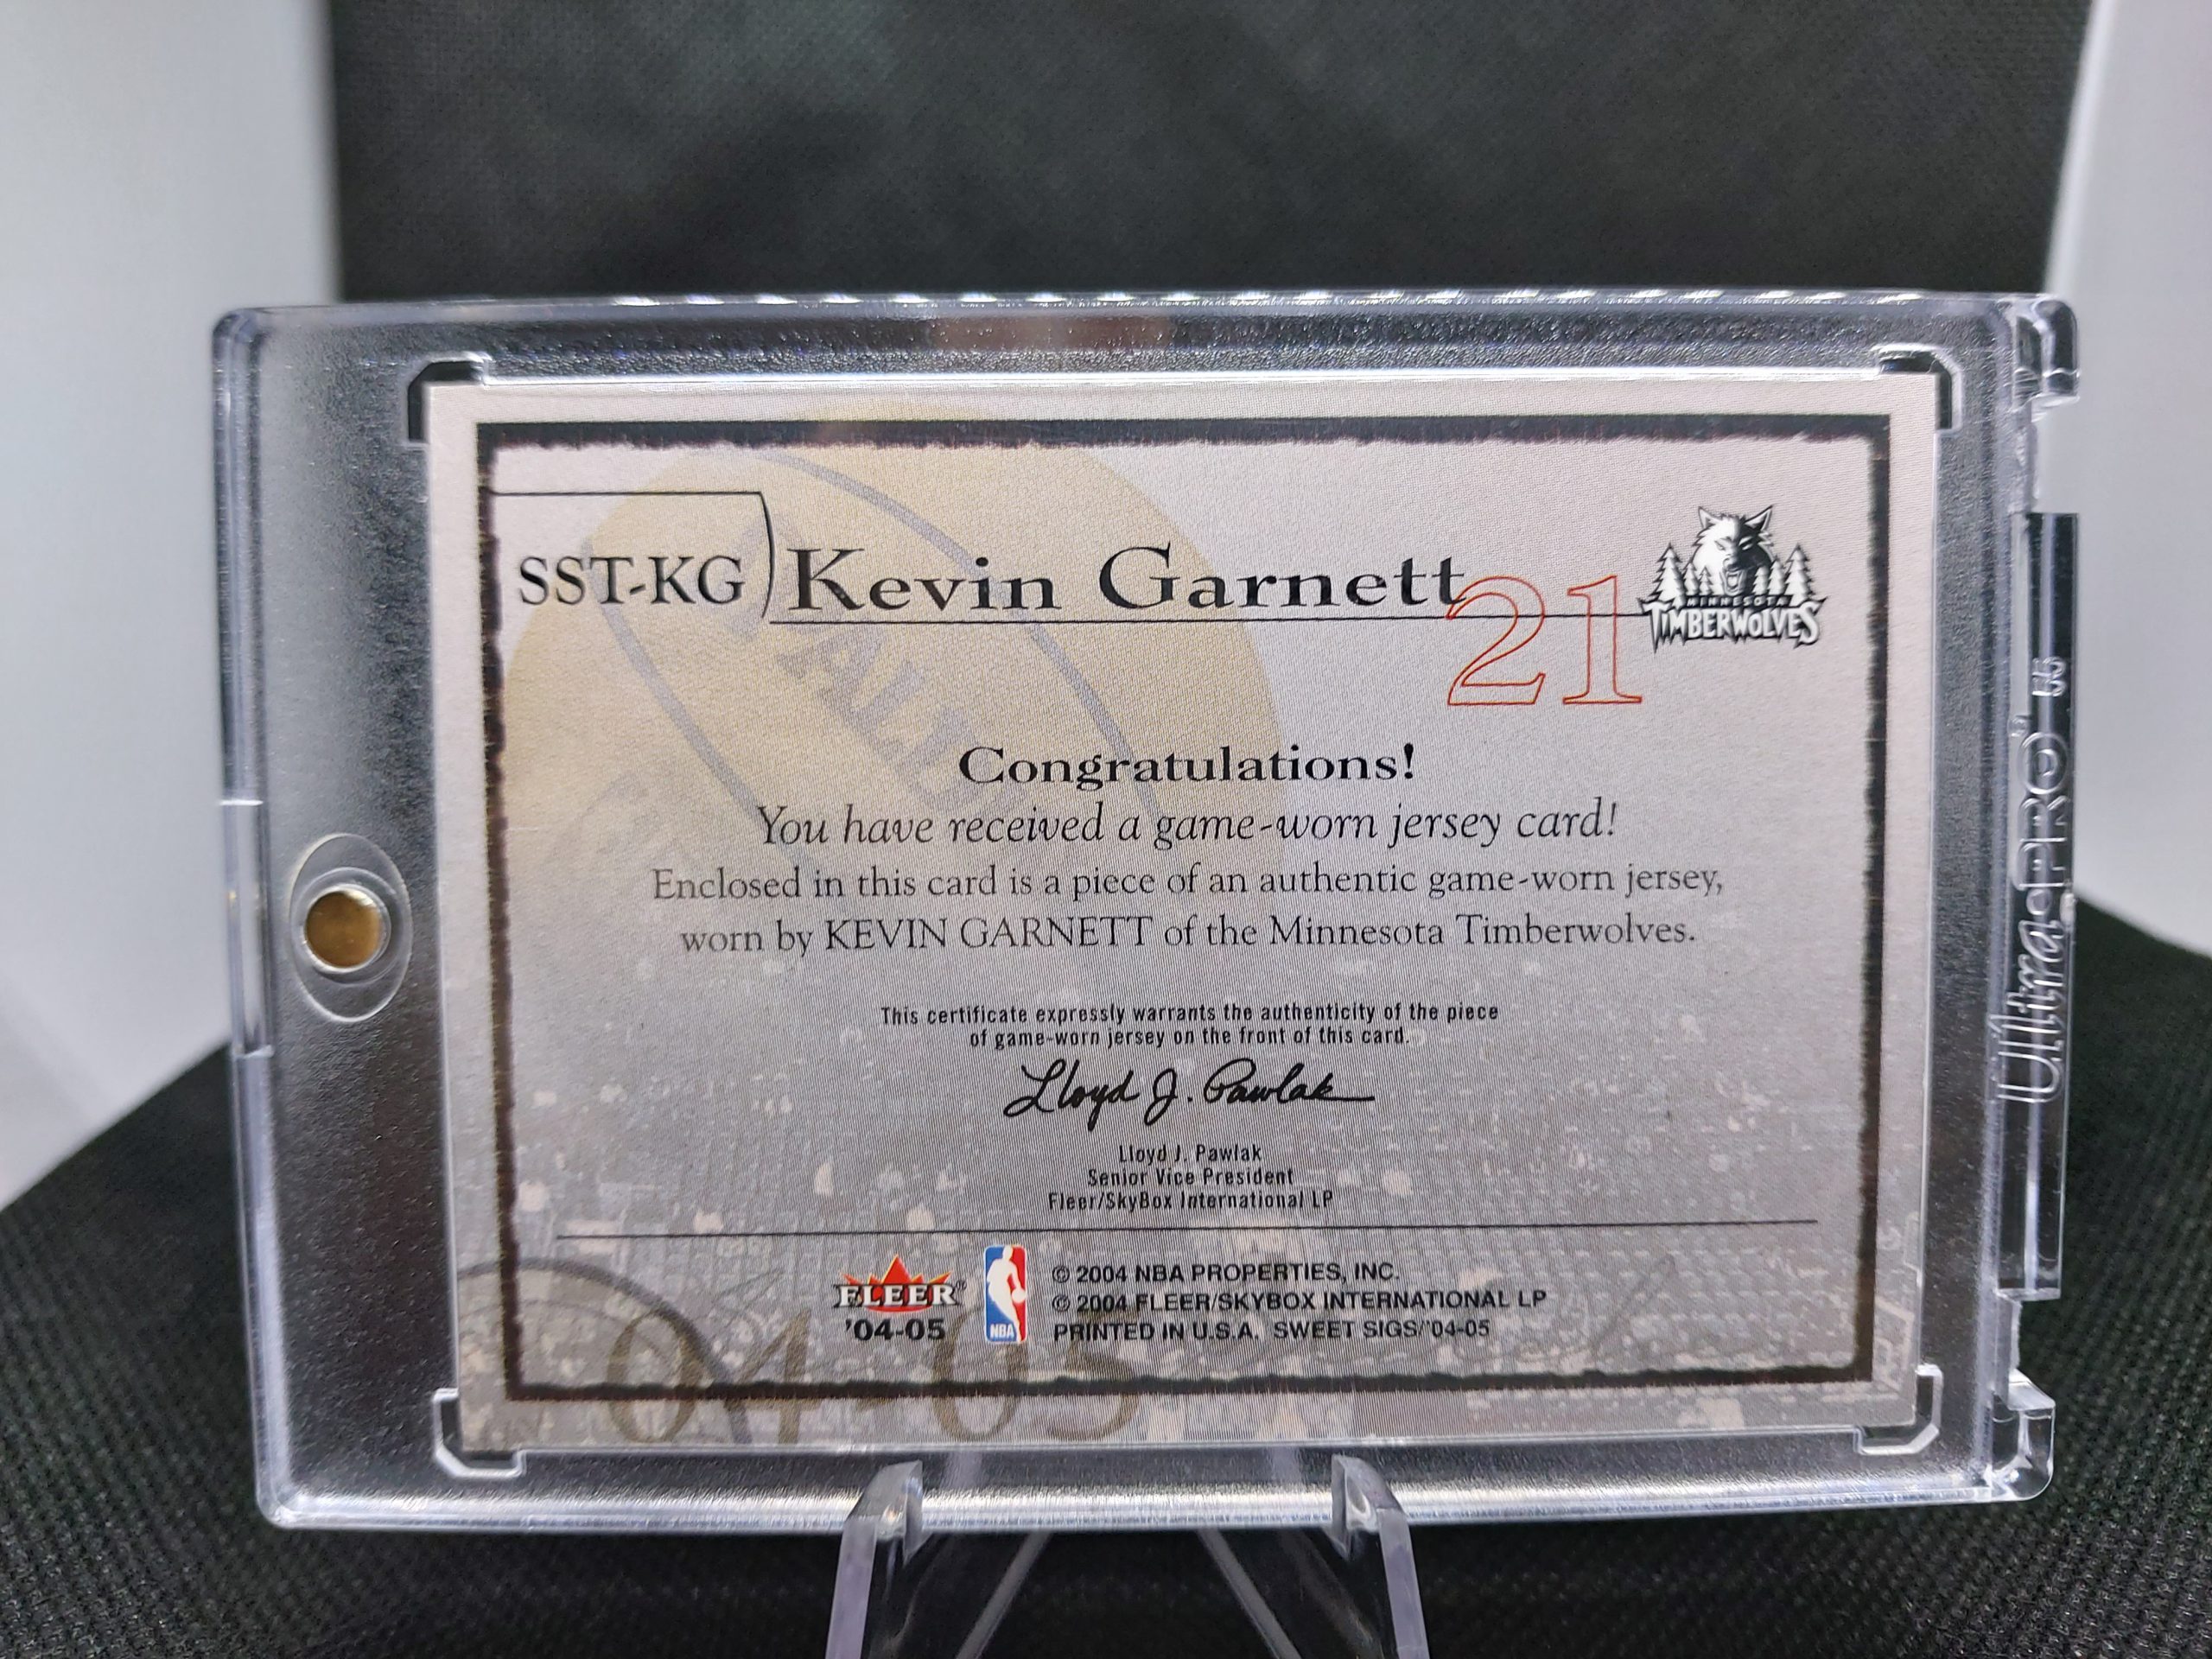 SST-KG
Kevin Garnett
21
MINNESOTA
TIMBERWOLVES
Congratulations!
You have received a game-worn jersey card!
Enclosed in this card is a piece of an authentic game-worn jersey,
worn by KEVIN GARNETT of the Minnesota Timberwolves.
This certificate expressly warrants the authenticity of the piece
of game-worn jersey on the front of this card.
Lloyd J. Pawlak
Lloyd J. Pawlak
Senior Vice President
Fleer/SkyBox International LP
FLEER®
'04-05
NBA
© 2004 NBA PROPERTIES, INC.
© 2004 FLEER/SKYBOX INTERNATIONAL LP
PRINTED IN U.S.A. SWEET SIGS/'04-05
04-05
Ultra PRO